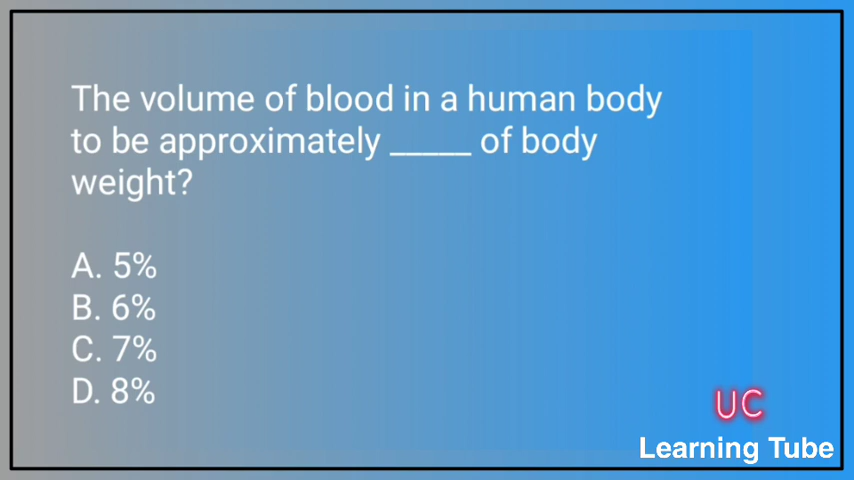 The volume of blood in a human body
to be approximately _____ of body
weight?
A. 5%
B. 6%
C. 7%
D. 8%
UC
Learning Tube